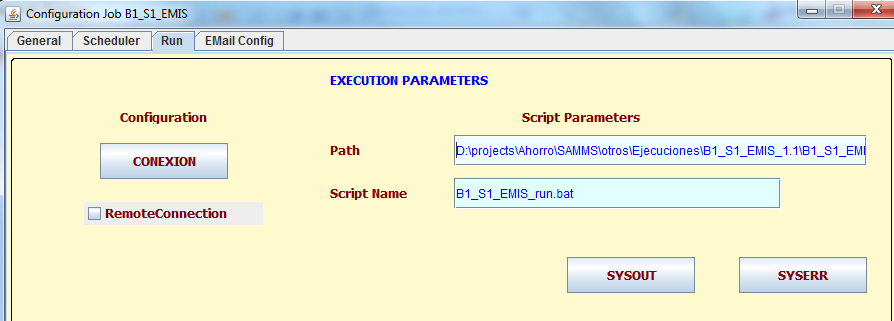 Configuration Job B1_S1_EMIS
General Scheduler Run EMail Config
EXECUTION PARAMETERS
Configuration Script Parameters
CONEXION
Path D:\projects\Ahorro\SAMMS\otros\Ejecuciones\B1_S1_EMIS_1.1\B1_S1_EMI
Script Name B1_S1_EMIS_run.bat
RemoteConnection
SYSOUT SYSERR